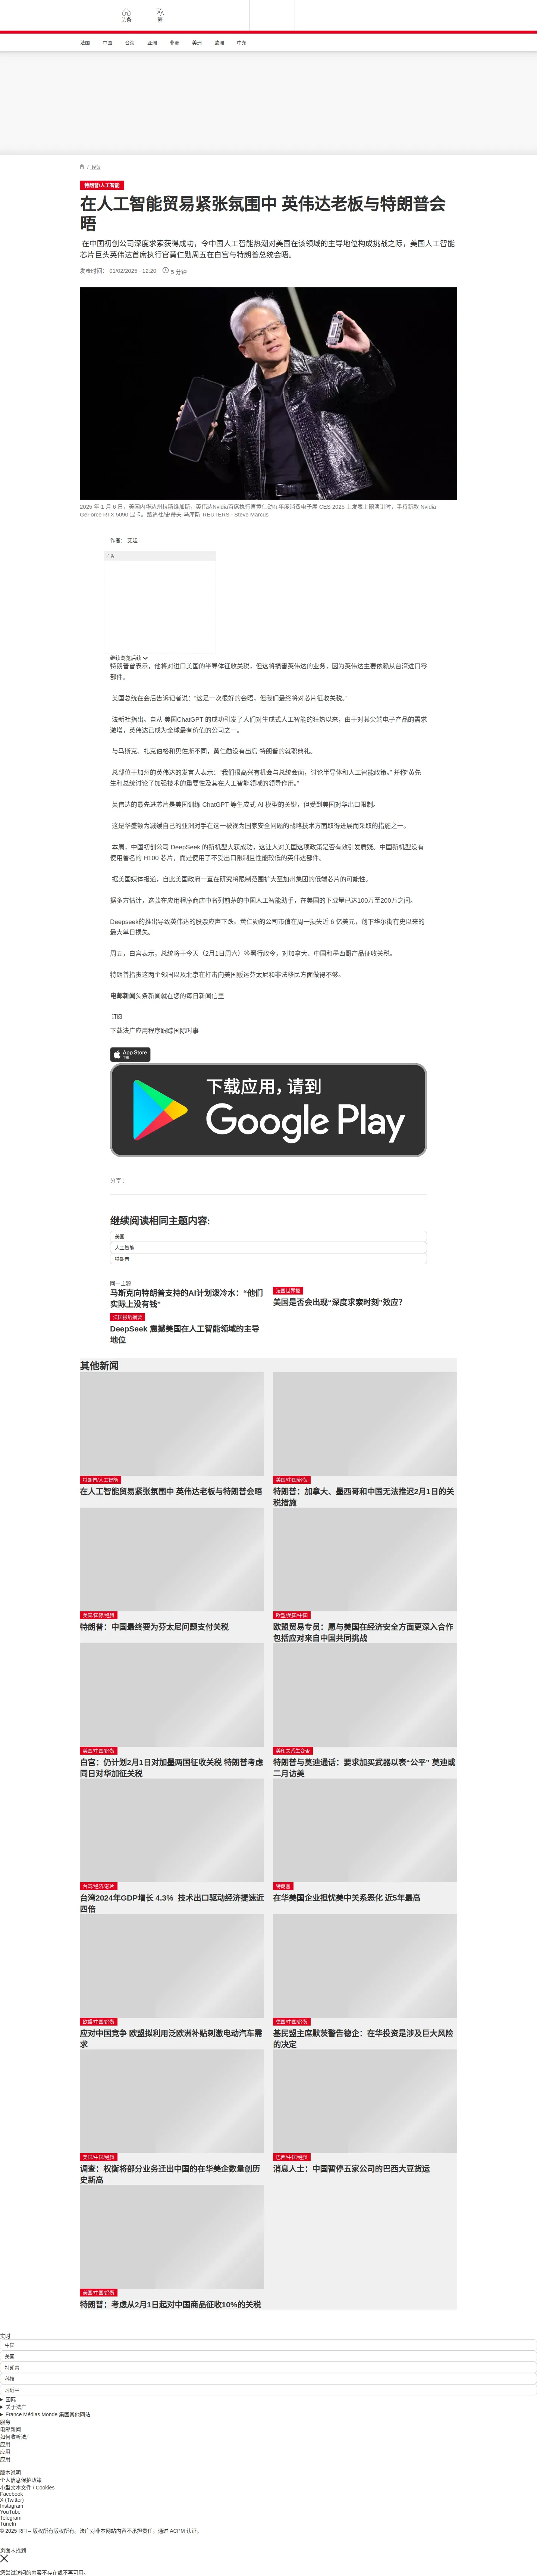 头条
繁
法国
中国
台海
亚洲
非洲
美洲
欧洲
中东
/ 经贸
特朗普/人工智能
在人工智能贸易紧张氛围中 英伟达老板与特朗普会
晤
在中国初创公司深度求索获得成功，令中国人工智能热潮对美国在该领域的主导地位构成挑战之际，美国人工智能
芯片巨头英伟达首席执行官黄仁勋周五在白宫与特朗普总统会晤。
发表时间： 01/02/2025 - 12:20 5 分钟
2025 年 1 月 6 日，美国内华达州拉斯维加斯，英伟达Nvidia首席执行官黄仁勋在年度消费电子展 CES 2025 上发表主题演讲时，手持新款 Nvidia
GeForce RTX 5090 显卡。路透社/史蒂夫·马库斯 REUTERS - Steve Marcus
作者： 艾毓
广告
继续浏览后续
特朗普曾表示，他将对进口美国的半导体征收关税，但这将损害英伟达的业务，因为英伟达主要依赖从台湾进口零
部件。
美国总统在会后告诉记者说：“这是一次很好的会晤，但我们最终将对芯片征收关税。”
法新社指出。自从 美国ChatGPT 的成功引发了人们对生成式人工智能的狂热以来，由于对其尖端电子产品的需求
激增，英伟达已成为全球最有价值的公司之一。
与马斯克、扎克伯格和贝佐斯不同，黄仁勋没有出席 特朗普的就职典礼。
总部位于加州的英伟达的发言人表示：“我们很高兴有机会与总统会面，讨论半导体和人工智能政策。” 并称“黄先
生和总统讨论了加强技术的重要性及其在人工智能领域的领导作用。”
英伟达的最先进芯片是美国训练 ChatGPT 等生成式 AI 模型的关键，但受到美国对华出口限制。
这是华盛顿为减缓自己的亚洲对手在这一被视为国家安全问题的战略技术方面取得进展而采取的措施之一。
本周，中国初创公司 DeepSeek 的新机型大获成功，这让人对美国这项政策是否有效引发质疑。中国新机型没有
使用著名的 H100 芯片，而是使用了不受出口限制且性能较低的英伟达部件。
据美国媒体报道，自此美国政府一直在研究将限制范围扩大至加州集团的低端芯片的可能性。
据多方估计，这款在应用程序商店中名列前茅的中国人工智能助手，在美国的下载量已达100万至200万之间。
Deepseek的推出导致英伟达的股票应声下跌。黄仁勋的公司市值在周一损失近 6 亿美元，创下华尔街有史以来的
最大单日损失。
周五，白宫表示，总统将于今天（2月1日周六）签署行政令，对加拿大、中国和墨西哥产品征收关税。
特朗普指责这两个邻国以及北京在打击向美国贩运芬太尼和非法移民方面做得不够。
电邮新闻头条新闻就在您的每日新闻信里
订阅
下载法广应用程序跟踪国际时事
App Store
下载
下载应用，请到
Google Play
分享 :
继续阅读相同主题内容:
美国
人工智能
特朗普
同一主题
马斯克向特朗普支持的AI计划泼冷水：“他们
实际上没有钱”
法国世界报
美国是否会出现“深度求索时刻”效应?
法国报纸摘要
DeepSeek 震撼美国在人工智能领域的主导
地位
其他新闻
特朗普/人工智能
在人工智能贸易紧张氛围中 英伟达老板与特朗普会晤
美国/中国/经贸
特朗普：加拿大、墨西哥和中国无法推迟2月1日的关
税措施
美国/国际/经贸
特朗普：中国最终要为芬太尼问题支付关税
欧盟/美国/中国
欧盟贸易专员：愿与美国在经济安全方面更深入合作
包括应对来自中国共同挑战
美国/中国/经贸
白宫：仍计划2月1日对加墨两国征收关税 特朗普考虑
同日对华加征关税
美印关系生变否
特朗普与莫迪通话：要求加买武器以表“公平” 莫迪或
二月访美
台湾/经济/芯片
台湾2024年GDP增长 4.3% 技术出口驱动经济提速近
四倍
特朗普
在华美国企业担忧美中关系恶化 近5年最高
欧盟/中国/经贸
应对中国竞争 欧盟拟利用泛欧洲补贴刺激电动汽车需
求
德国/中国/经贸
基民盟主席默茨警告德企：在华投资是涉及巨大风险
的决定
美国/中国/经贸
调查：权衡将部分业务迁出中国的在华美企数量创历
史新高
巴西/中国/经贸
消息人士：中国暂停五家公司的巴西大豆货运
美国/中国/经贸
特朗普：考虑从2月1日起对中国商品征收10%的关税
实时
中国
美国
特朗普
科技
习近平
国际
关于法广
France Médias Monde 集团其他网站
服务
电邮新闻
如何收听法广
应用
应用
应用
版本说明
个人信息保护政策
小型文本文件 / Cookies
Facebook
X (Twitter)
Instagram
YouTube
Telegram
TuneIn
© 2025 RFI – 版权所有版权所有。法广对非本网站内容不承担责任。通过 ACPM 认证。
页面未找到
您尝试访问的内容不存在或不再可用。